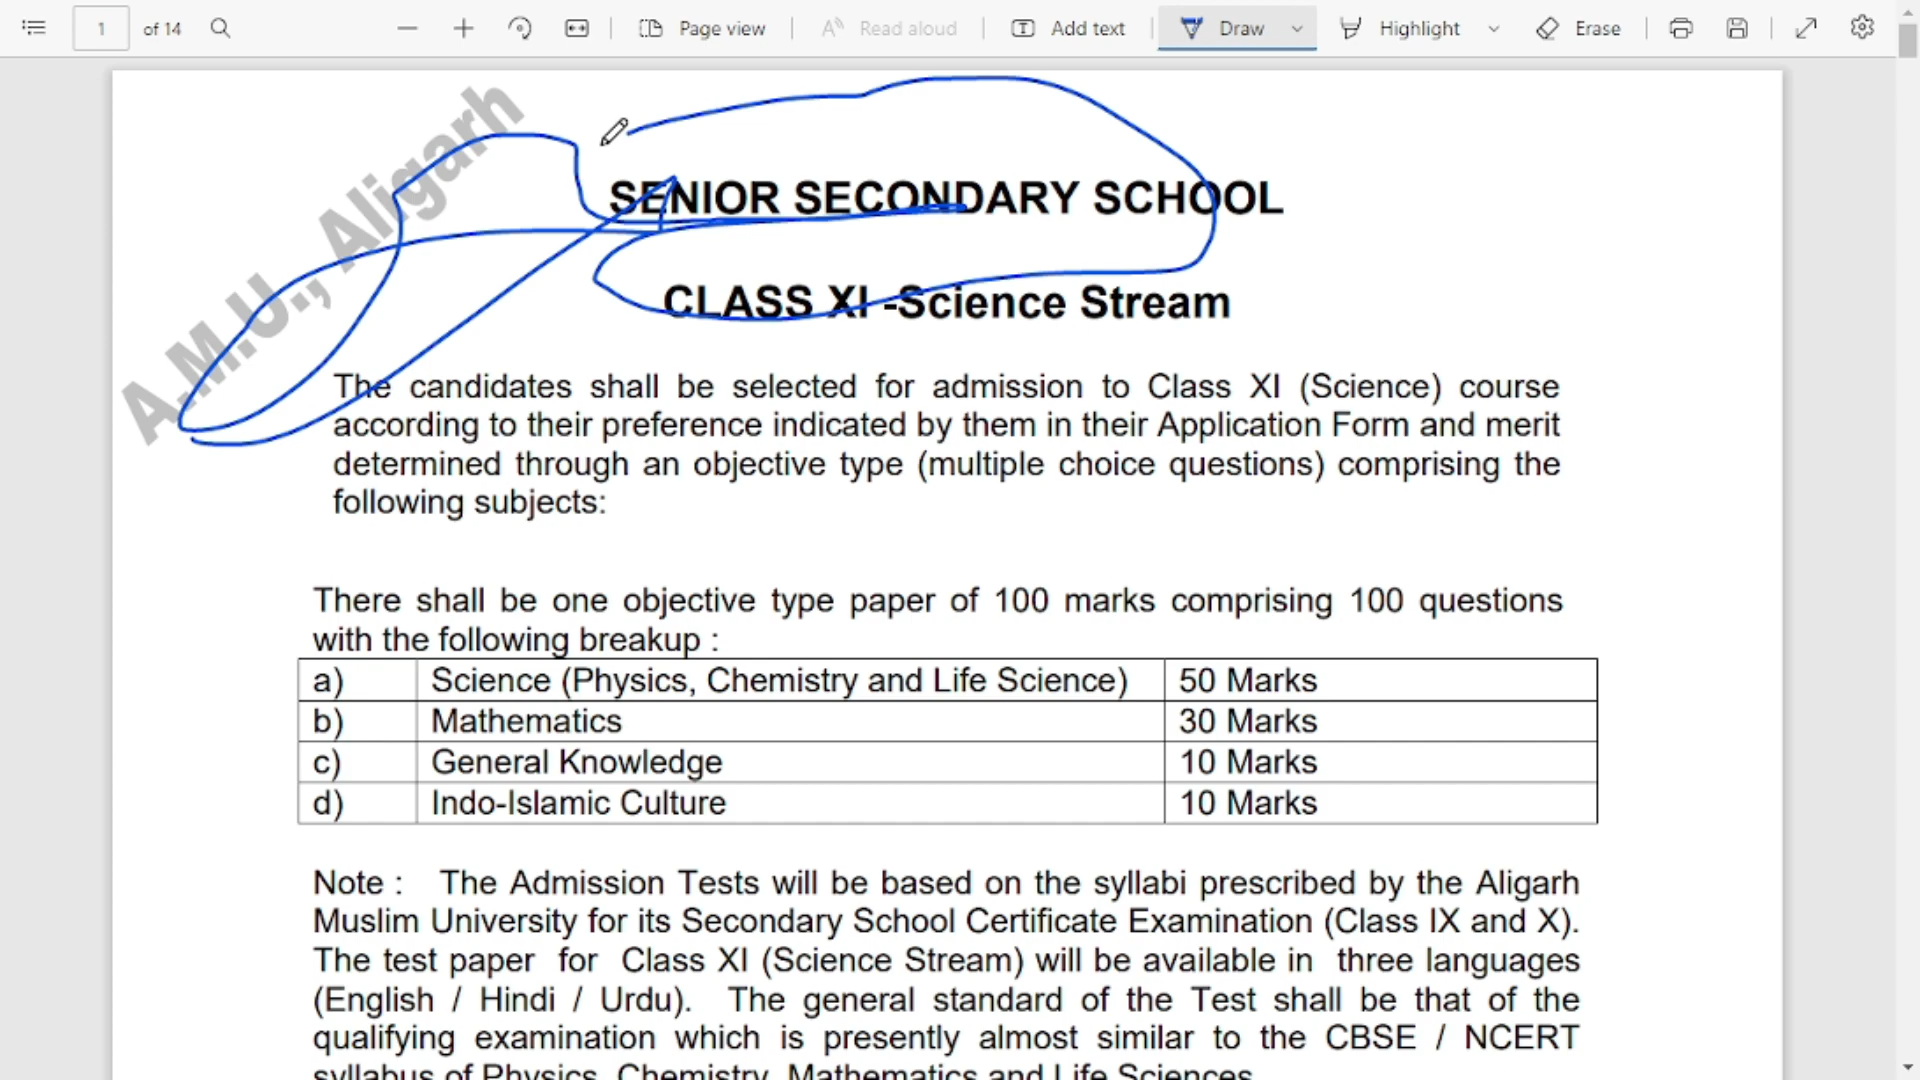 1 of 14 Page view Read aloud Add text Draw Highlight Erase
A.M.U., Aligarh
SENIOR SECONDARY SCHOOL
CLASS XI -Science Stream
The candidates shall be selected for admission to Class XI (Science) course
according to their preference indicated by them in their Application Form and merit
determined through an objective type (multiple choice questions) comprising the
following subjects:
There shall be one objective type paper of 100 marks comprising 100 questions
with the following breakup :
a) Science (Physics, Chemistry and Life Science) 50 Marks
b) Mathematics 30 Marks
c) General Knowledge 10 Marks
d) Indo-Islamic Culture 10 Marks
Note : The Admission Tests will be based on the syllabi prescribed by the Aligarh
Muslim University for its Secondary School Certificate Examination (Class IX and X).
The test paper for Class XI (Science Stream) will be available in three languages
(English / Hindi / Urdu). The general standard of the Test shall be that of the
qualifying examination which is presently almost similar to the CBSE / NCERT
syllabus of Physics, Chemistry, Mathematics and Life Sciences